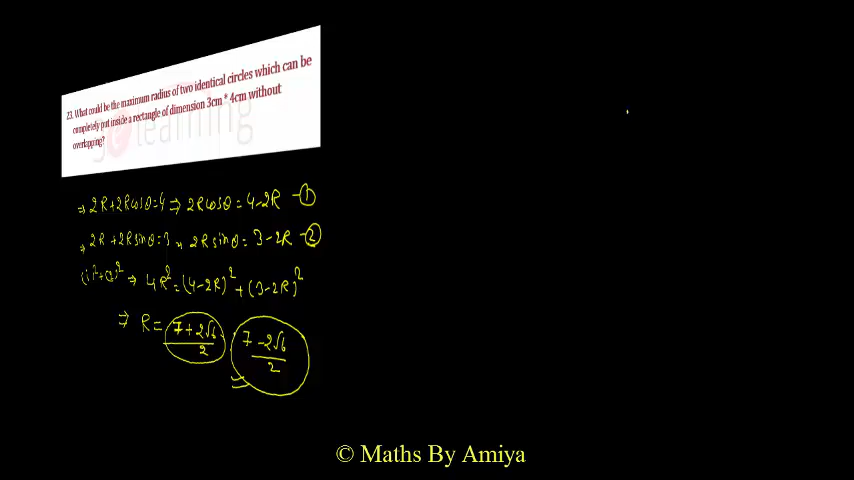 23. What could be the maximum radius of two identical circles which can be
completely put inside a rectangle of dimension 3cm * 4cm without
overlapping?
learning
⇒ 2R+2Rcosθ=4 ⇒ 2Rcosθ = 4-2R —①
⇒ 2R+2Rsinθ=3 ⇒ 2Rsinθ = 3-2R —②
⇒ 4R² = (4-2R)² + (3-2R)²
⇒ R = 7+2√6/2 7-2√6/2
© Maths By Amiya